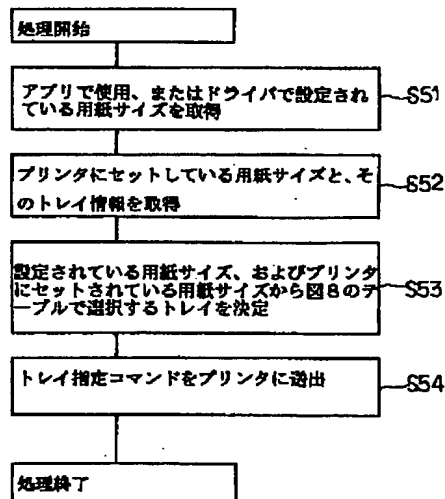 処理開始
アプリで使用、またはドライバで設定され
ている用紙サイズを取得
S51
プリンタにセットしている用紙サイズと、そ
のトレイ情報を取得
S52
設定されている用紙サイズ、およびプリンタ
にセットされている用紙サイズから図8のテ
ーブルで選択するトレイを決定
S53
トレイ指定コマンドをプリンタに送出
S54
処理終了